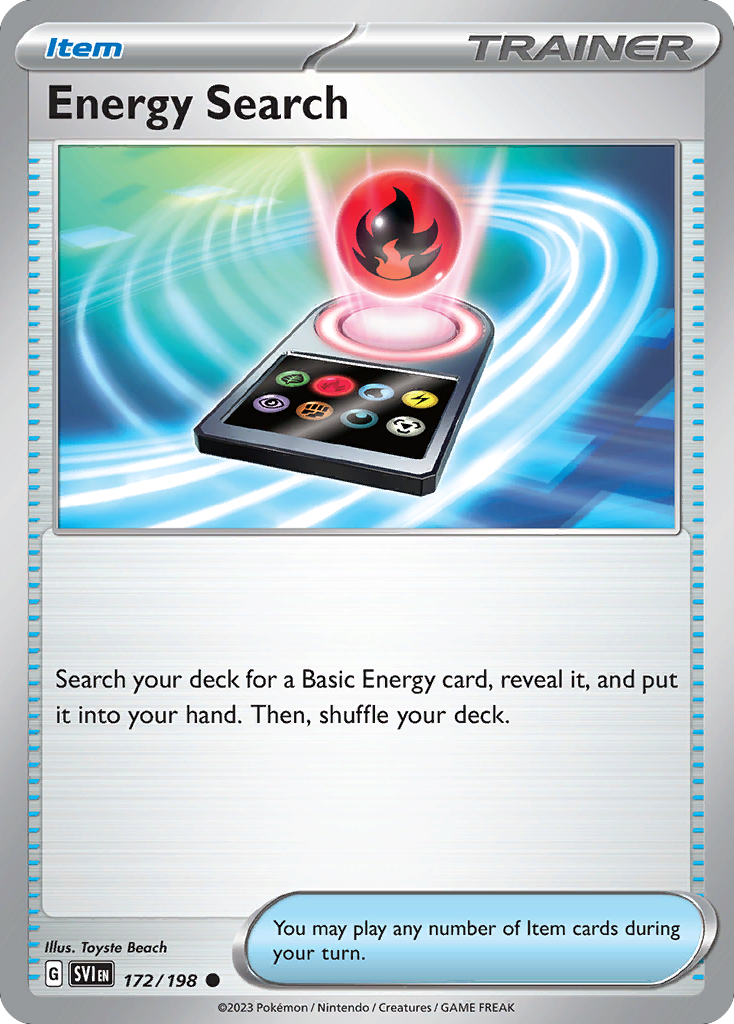 Item
TRAINER
Energy Search
Search your deck for a Basic Energy card, reveal it, and put
it into your hand. Then, shuffle your deck.
You may play any number of Item cards during
your turn.
Illus. Toyste Beach
G SVI EN 172/198
©2023 Pokémon / Nintendo / Creatures / GAME FREAK